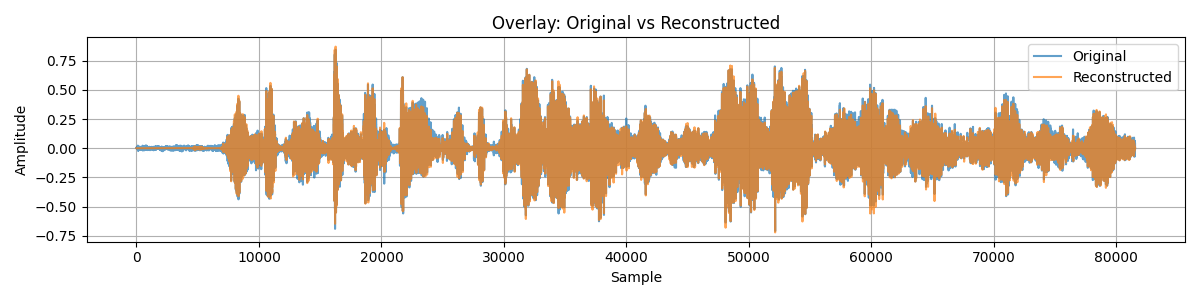 Overlay: Original vs Reconstructed
Original
Reconstructed
0.75
0.50
0.25
0.00
−0.25
−0.50
−0.75
Amplitude
0 10000 20000 30000 40000 50000 60000 70000 80000
Sample